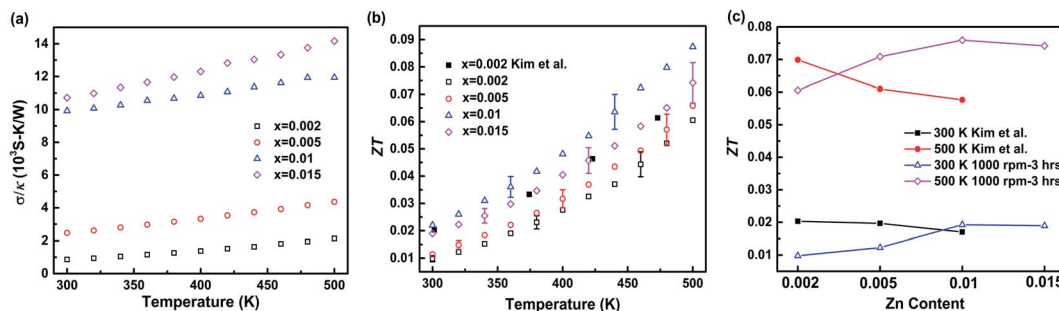 (a)
14
12
10
8
6
4
2
0
σ/κ (10³S-K/W)
x=0.002
x=0.005
x=0.01
x=0.015
300 350 400 450 500
Temperature (K)
(b)
0.09
0.08
0.07
0.06
0.05
0.04
0.03
0.02
0.01
ZT
x=0.002 Kim et al.
x=0.002
x=0.005
x=0.01
x=0.015
300 350 400 450 500
Temperature (K)
(c)
0.08
0.07
0.06
0.05
0.04
0.03
0.02
0.01
0.00
ZT
300 K Kim et al.
500 K Kim et al.
300 K 1000 rpm-3 hrs
500 K 1000 rpm-3 hrs
0.002 0.005 0.01 0.015
Zn Content